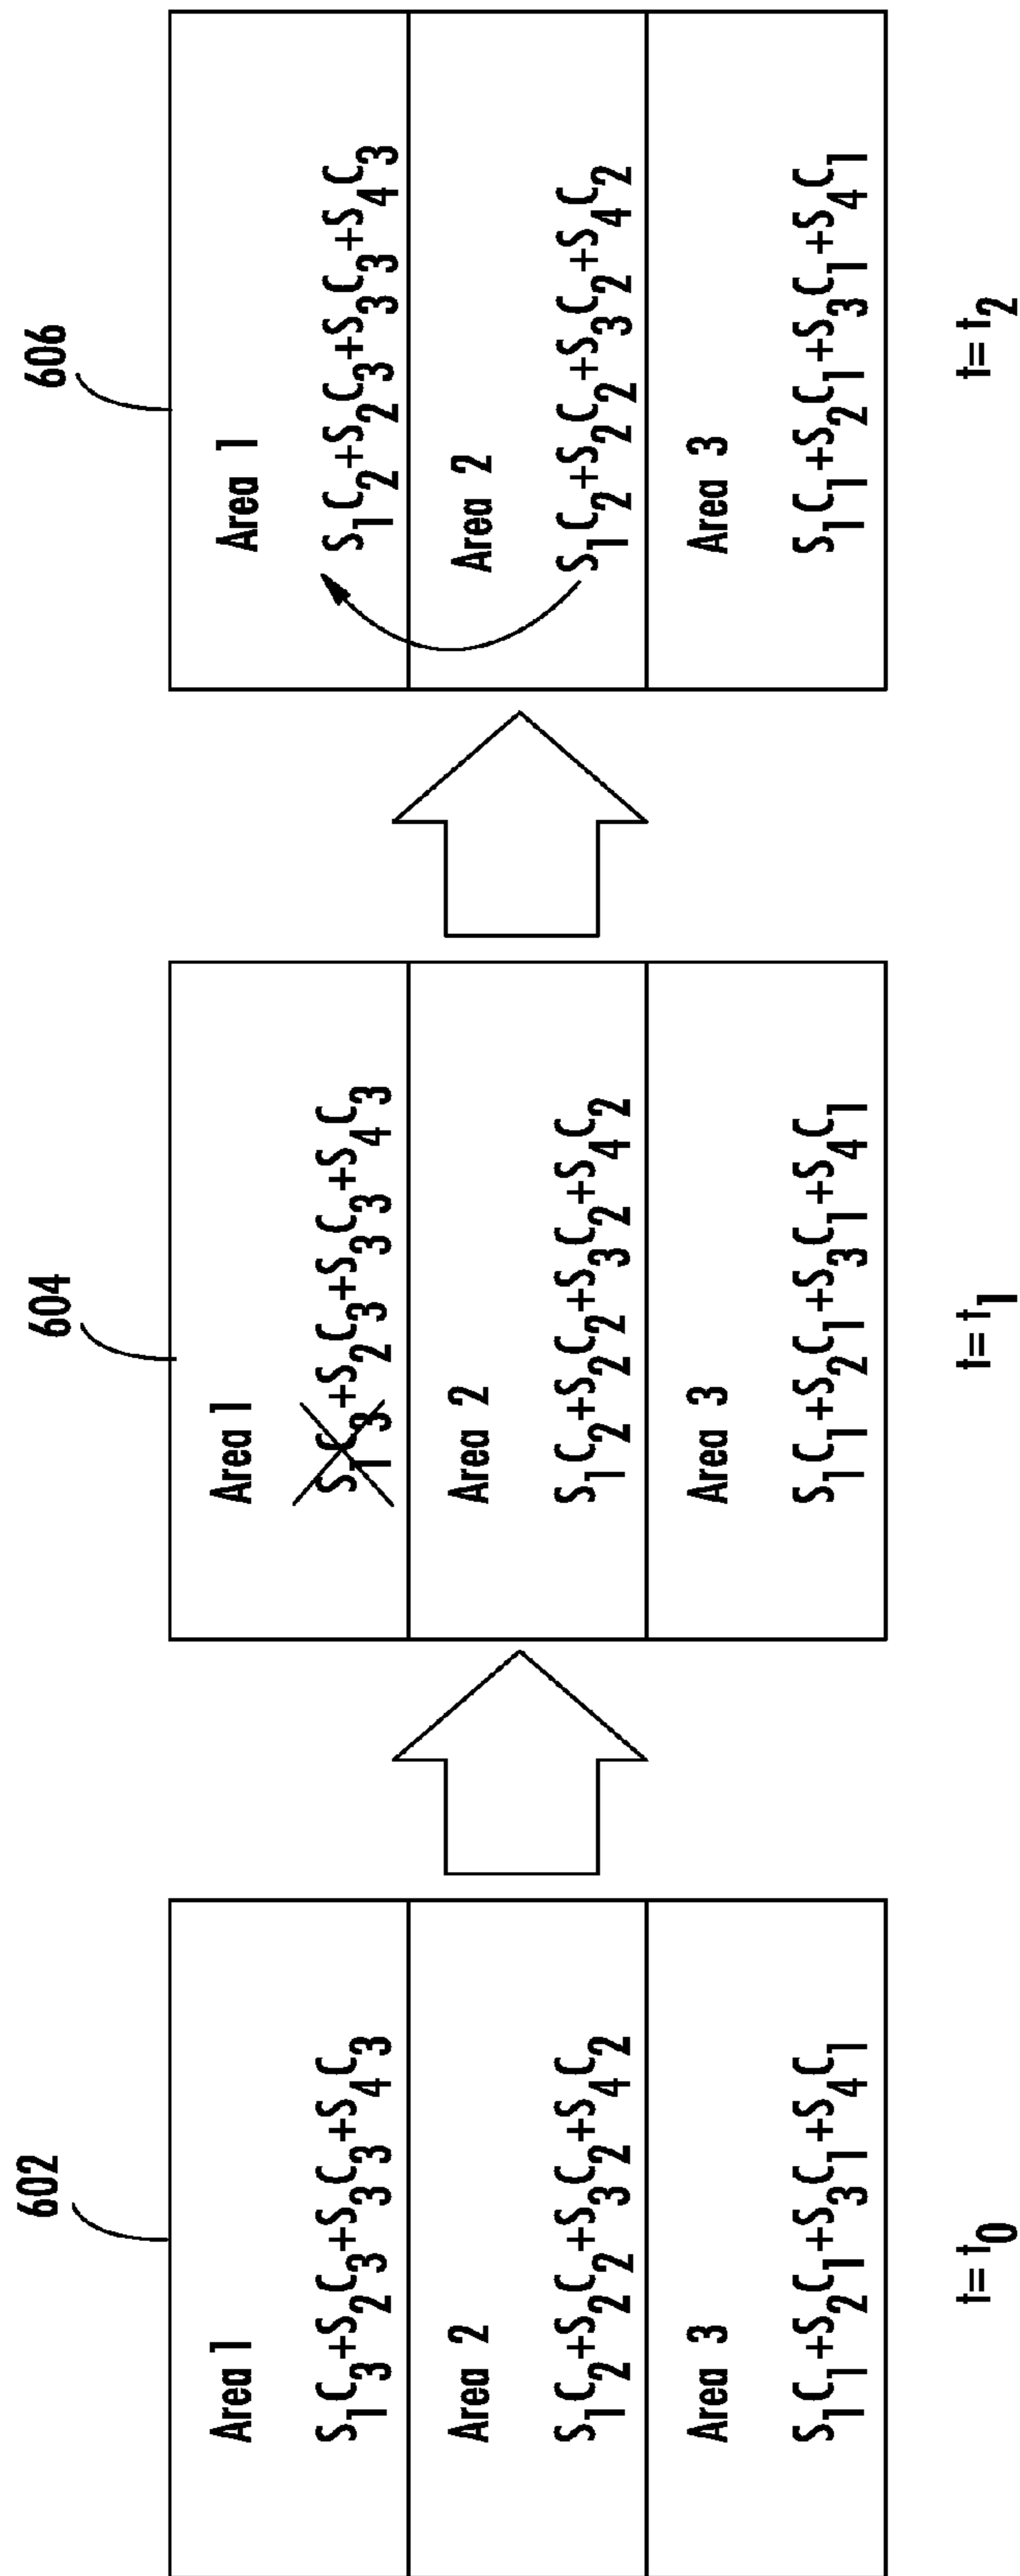 602
Area 1
S₁C₃+S₂C₃+S₃C₃+S₄C₃
Area 2
S₁C₂+S₂C₂+S₃C₂+S₄C₂
Area 3
S₁C₁+S₂C₁+S₃C₁+S₄C₁
t= t₀
604
Area 1
S₁C₃+S₂C₃+S₃C₃+S₄C₃
Area 2
S₁C₂+S₂C₂+S₃C₂+S₄C₂
Area 3
S₁C₁+S₂C₁+S₃C₁+S₄C₁
t= t₁
606
Area 1
S₁C₂+S₂C₃+S₃C₃+S₄C₃
Area 2
S₁C₂+S₂C₂+S₃C₂+S₄C₂
Area 3
S₁C₁+S₂C₁+S₃C₁+S₄C₁
t= t₂